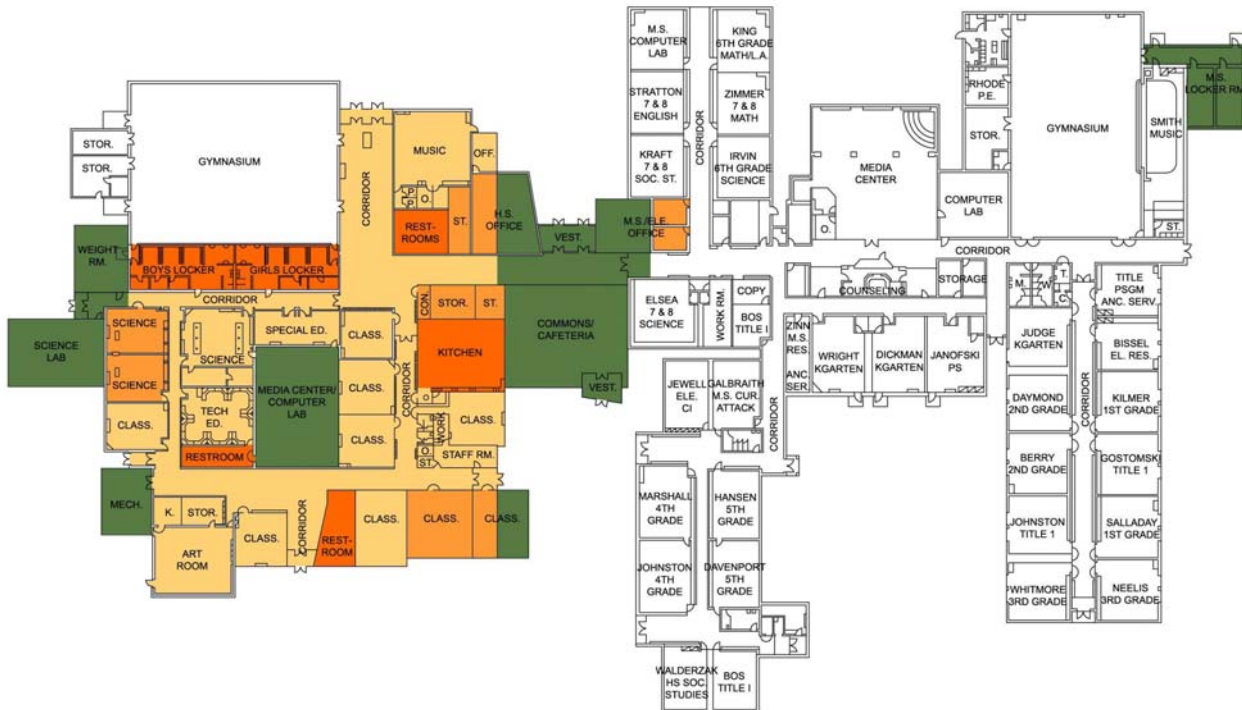 M.S.
COMPUTER
LAB
KING
6TH GRADE
MATH/L.A.
STRATTON
7 & 8
ENGLISH
ZIMMER
7 & 8
MATH
KRAFT
7 & 8
SOC. ST.
IRVIN
6TH GRADE
SCIENCE
CORRIDOR
RHODE
P.E.
STOR.
GYMNASIUM
SMITH
MUSIC
M.S.
LOCKER RM.
ST.
MEDIA
CENTER
O.
COMPUTER
LAB
CORRIDOR
STOR.
STOR.
GYMNASIUM
CORRIDOR
MUSIC
OFF.
O.
REST-
ROOMS
ST.
H.S.
OFFICE
VEST.
M.S./ELE.
OFFICE
WEIGHT
RM.
BOYS LOCKER
GIRLS LOCKER
CORRIDOR
SCIENCE
LAB
SCIENCE
SCIENCE
CLASS.
SCIENCE
TECH
ED.
RESTROOM
SPECIAL ED.
MEDIA CENTER/
COMPUTER
LAB
CLASS.
CLASS.
CLASS.
CORRIDOR
CON.
STOR.
ST.
KITCHEN
COMMONS/
CAFETERIA
VEST.
WORK
CLASS.
O.
ST.
STAFF RM.
MECH.
K.
STOR.
ART
ROOM
CLASS.
CORRIDOR
REST-
ROOM
CLASS.
CLASS.
CLASS.
ELSEA
7 & 8
SCIENCE
WORK RM.
COPY
BOS
TITLE I
JEWELL
ELE.
CI
GALBRAITH
M.S. CUR.
ATTACK
CORRIDOR
COUNSELING
STORAGE
ZINN
M.S.
RES.
ANC.
SER.
WRIGHT
KGARTEN
DICKMAN
KGARTEN
JANOFSKI
PS
M.
W.
T.
C.
TITLE
PSGM
ANC. SERV.
JUDGE
KGARTEN
BISSEL
EL. RES.
DAYMOND
2ND GRADE
KILMER
1ST GRADE
CORRIDOR
BERRY
2ND GRADE
GOSTOMSKI
TITLE 1
JOHNSTON
TITLE 1
SALLADAY
1ST GRADE
WHITMORE
3RD GRADE
NEELIS
3RD GRADE
MARSHALL
4TH
GRADE
HANSEN
5TH
GRADE
JOHNSTON
4TH
GRADE
DAVENPORT
5TH
GRADE
WALDERZAK
HS SOC.
STUDIES
BOS
TITLE I